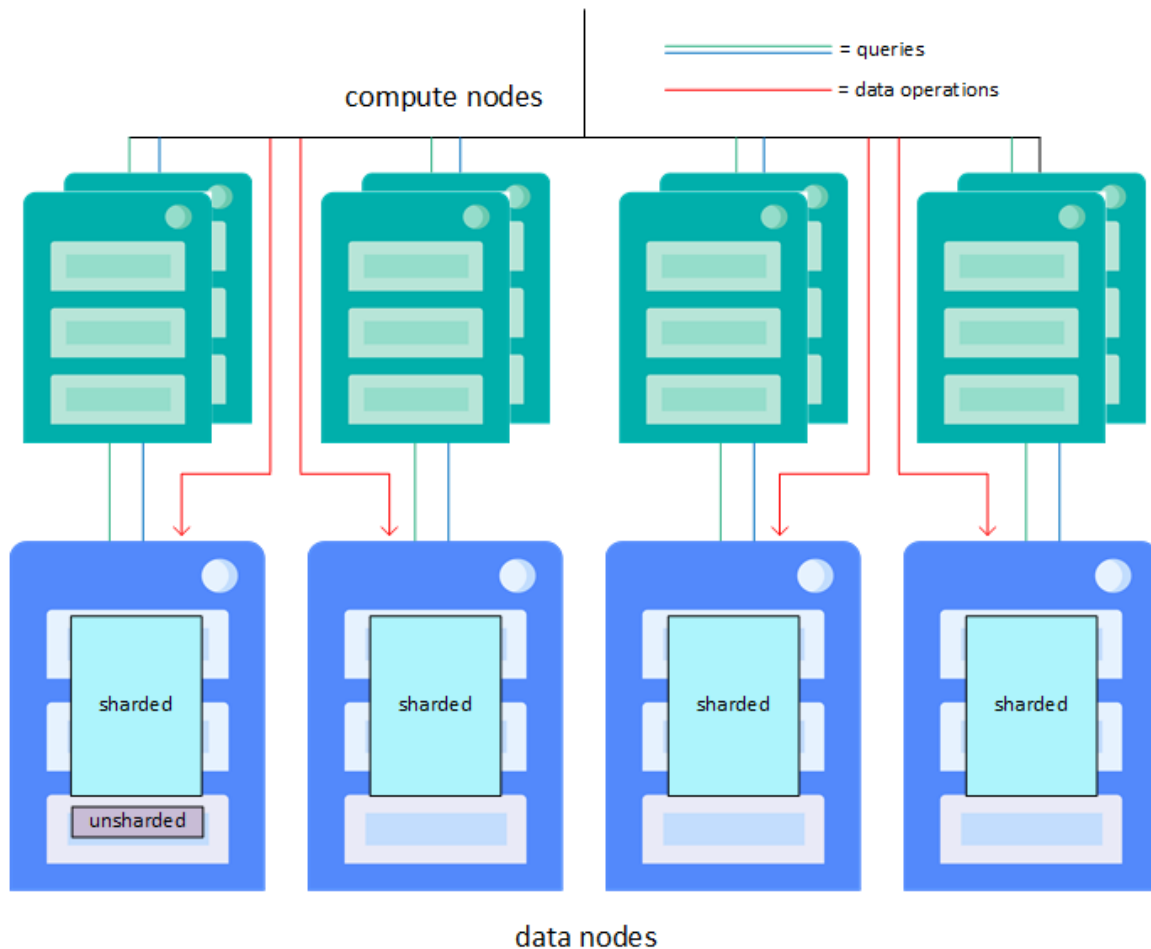 = queries
= data operations
compute nodes
sharded
sharded
sharded
sharded
unsharded
data nodes